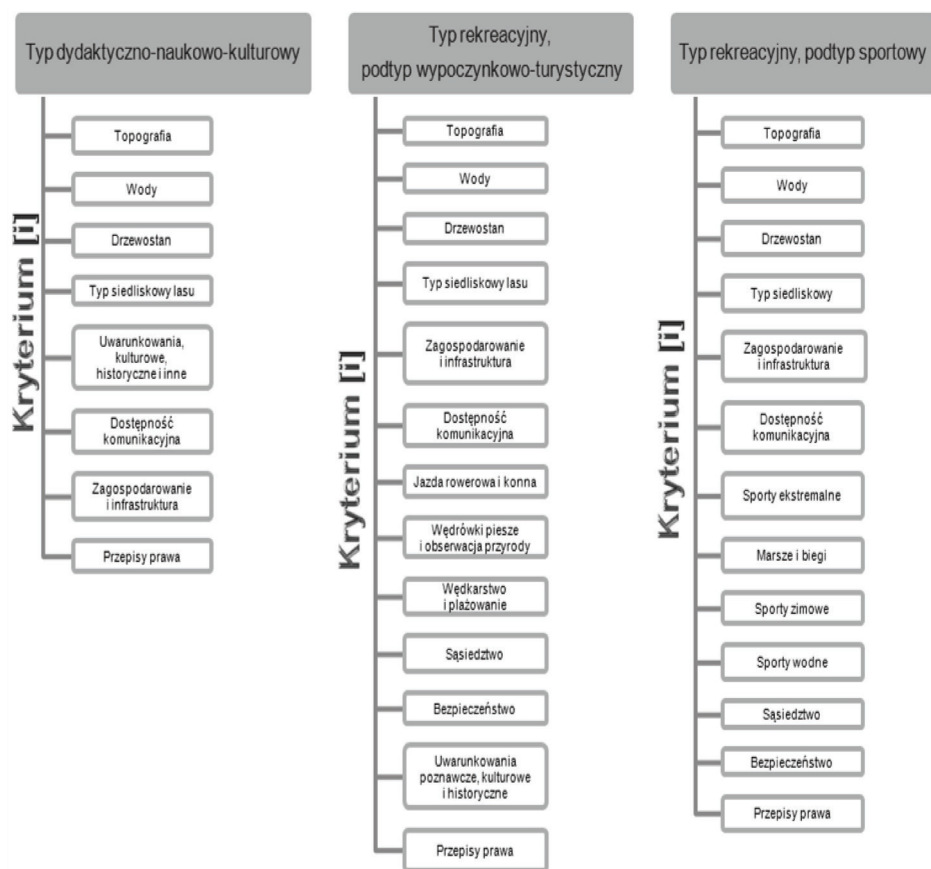 Typ dydaktyczno-naukowo-kulturowy
Kryterium [i]
Topografia
Wody
Drzewostan
Typ siedliskowy lasu
Uwarunkowania,
kulturowe,
historyczne i inne
Dostępność
komunikacyjna
Zagospodarowanie
i infrastruktura
Przepisy prawa
Typ rekreacyjny,
podtyp wypoczynkowo-turystyczny
Kryterium [i]
Topografia
Wody
Drzewostan
Typ siedliskowy lasu
Zagospodarowanie
i infrastruktura
Dostępność
komunikacyjna
Jazda rowerowa i konna
Wędrówki piesze
i obserwacja przyrody
Wędkarstwo
i plażowanie
Sąsiedztwo
Bezpieczeństwo
Uwarunkowania
poznawcze, kulturowe
i historyczne
Przepisy prawa
Typ rekreacyjny, podtyp sportowy
Kryterium [i]
Topografia
Wody
Drzewostan
Typ siedliskowy
Zagospodarowanie
i infrastruktura
Dostępność
komunikacyjna
Sporty ekstremalne
Marsze i biegi
Sporty zimowe
Sporty wodne
Sąsiedztwo
Bezpieczeństwo
Przepisy prawa